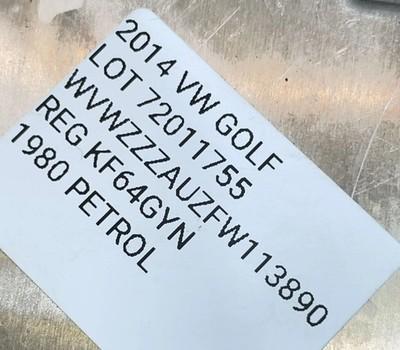 2014 VW GOLF
LOT 72011755
WVWZZZAUZFW113890
REG KF64GYN
1980 PETROL